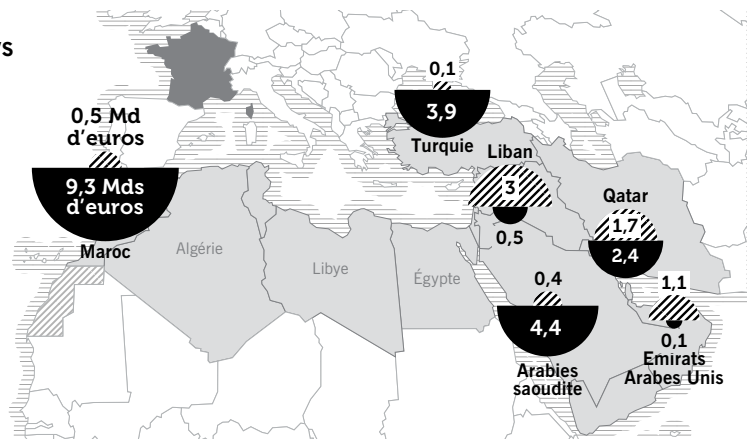 0,5 Md
d'euros
9,3 Mds
d'euros
Maroc
0,1
3,9
Turquie
Liban
3
0,5
Qatar
1,7
2,4
0,4
4,4
Arabies
saoudite
1,1
0,1
Emirats
Arabes Unis
Algérie
Libye
Égypte